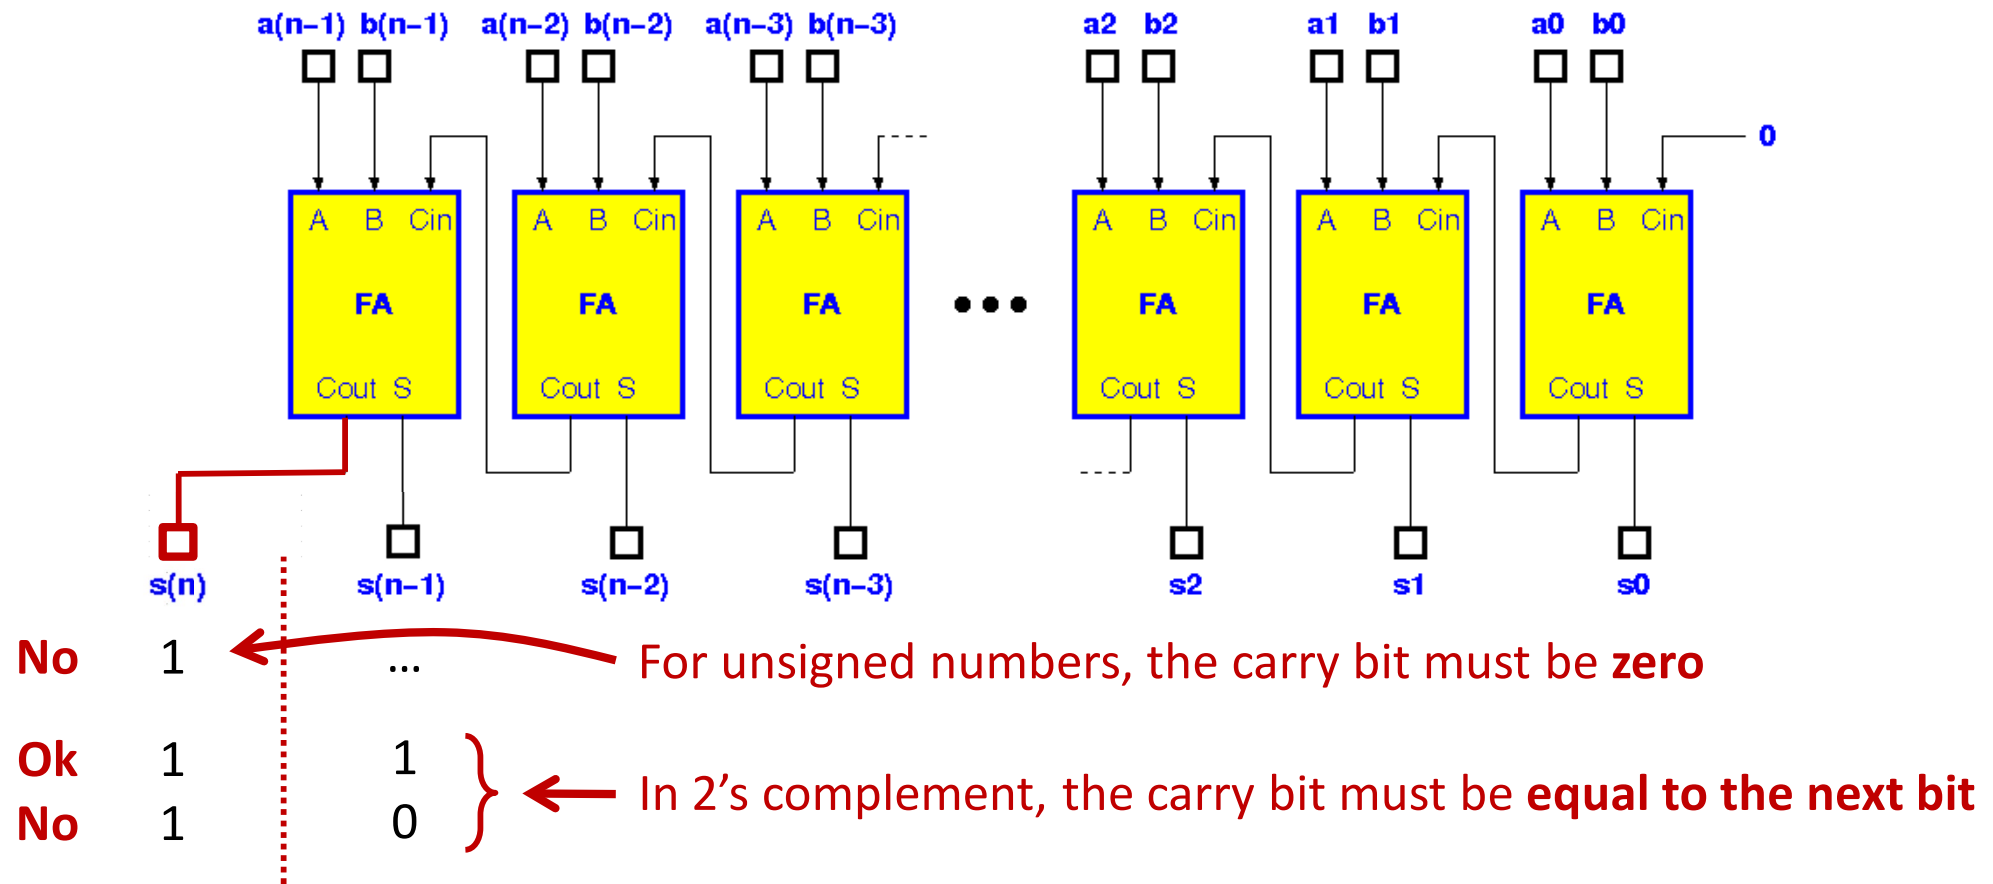 a(n−1) b(n−1) a(n−2) b(n−2) a(n−3) b(n−3) a2 b2 a1 b1 a0 b0
0
A B Cin A B Cin A B Cin A B Cin A B Cin A B Cin
FA FA FA ••• FA FA FA
Cout S Cout S Cout S Cout S Cout S Cout S
s(n) s(n−1) s(n−2) s(n−3) s2 s1 s0
No 1 ... For unsigned numbers, the carry bit must be zero
Ok 1 1
In 2’s complement, the carry bit must be equal to the next bit
No 1 0